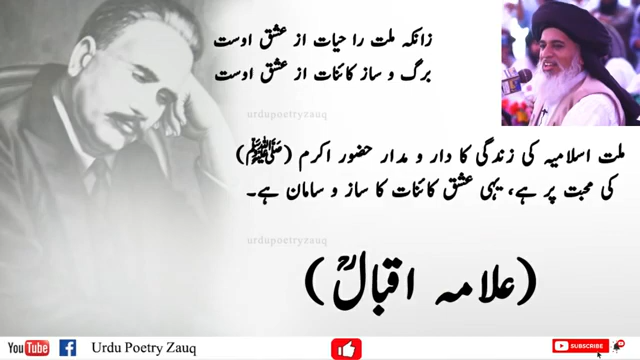 زانکہ ملت را حیات از عشق اوست
برگ و ساز کائنات از عشق اوست
urdupoetryzauq
ملت اسلامیہ کی زندگی کا دار و مدار حضور اکرم (ﷺ)
کی محبت پر ہے، یہی عشق کائنات کا ساز و سامان ہے۔
urdupoetryzauq
(علامہ اقبالؒ)
YouTube
Urdu Poetry Zauq
SUBSCRIBE